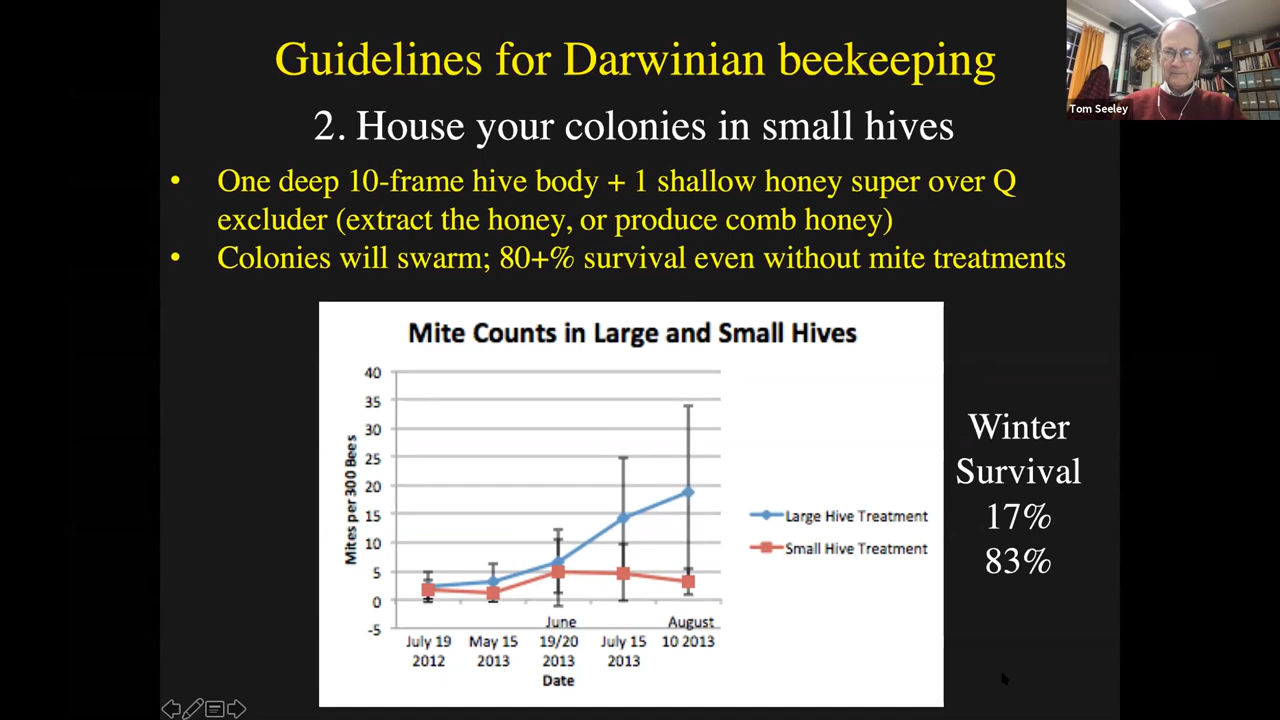 Guidelines for Darwinian beekeeping
2. House your colonies in small hives
• One deep 10-frame hive body + 1 shallow honey super over Q
excluder (extract the honey, or produce comb honey)
• Colonies will swarm; 80+% survival even without mite treatments
Tom Seeley
Mite Counts in Large and Small Hives
Mites per 300 Bees
40
35
30
25
20
15
10
5
0
-5
July 19
2012
May 15
2013
June
19/20
2013
July 15
2013
August
10 2013
Date
Large Hive Treatment
Small Hive Treatment
Winter
Survival
17%
83%